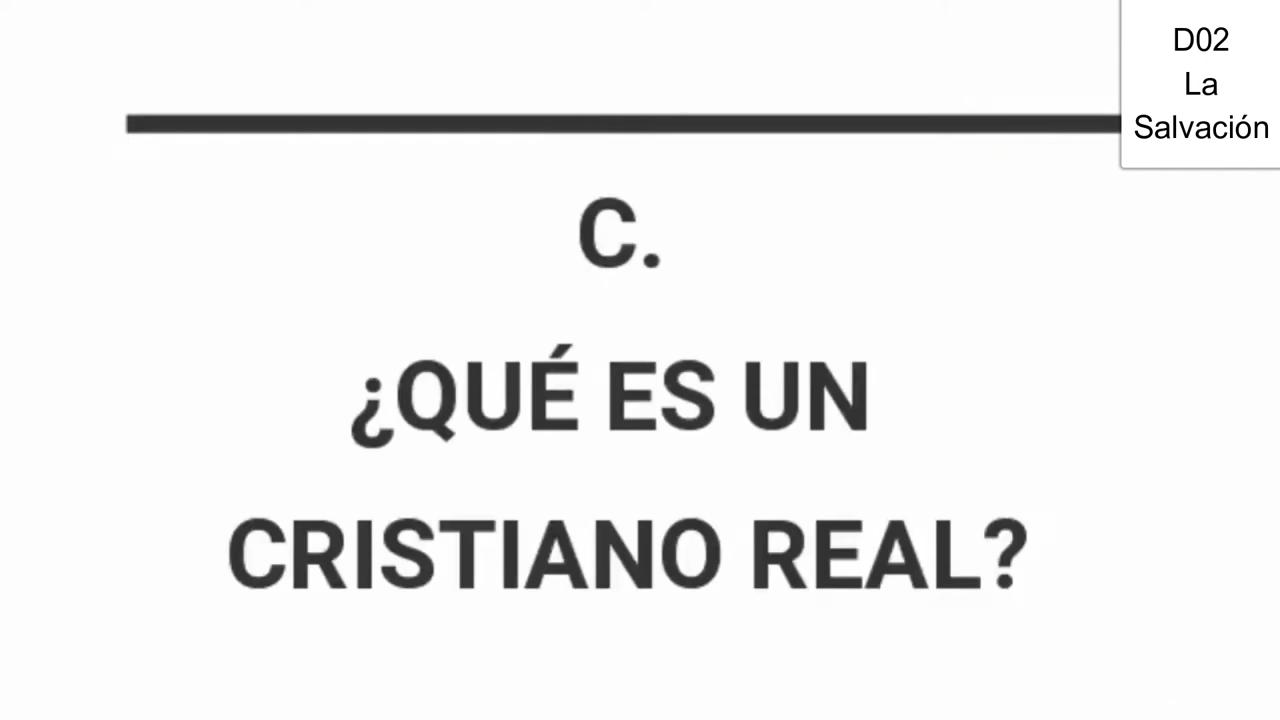 D02
La
Salvación
C.
¿QUÉ ES UN
CRISTIANO REAL?